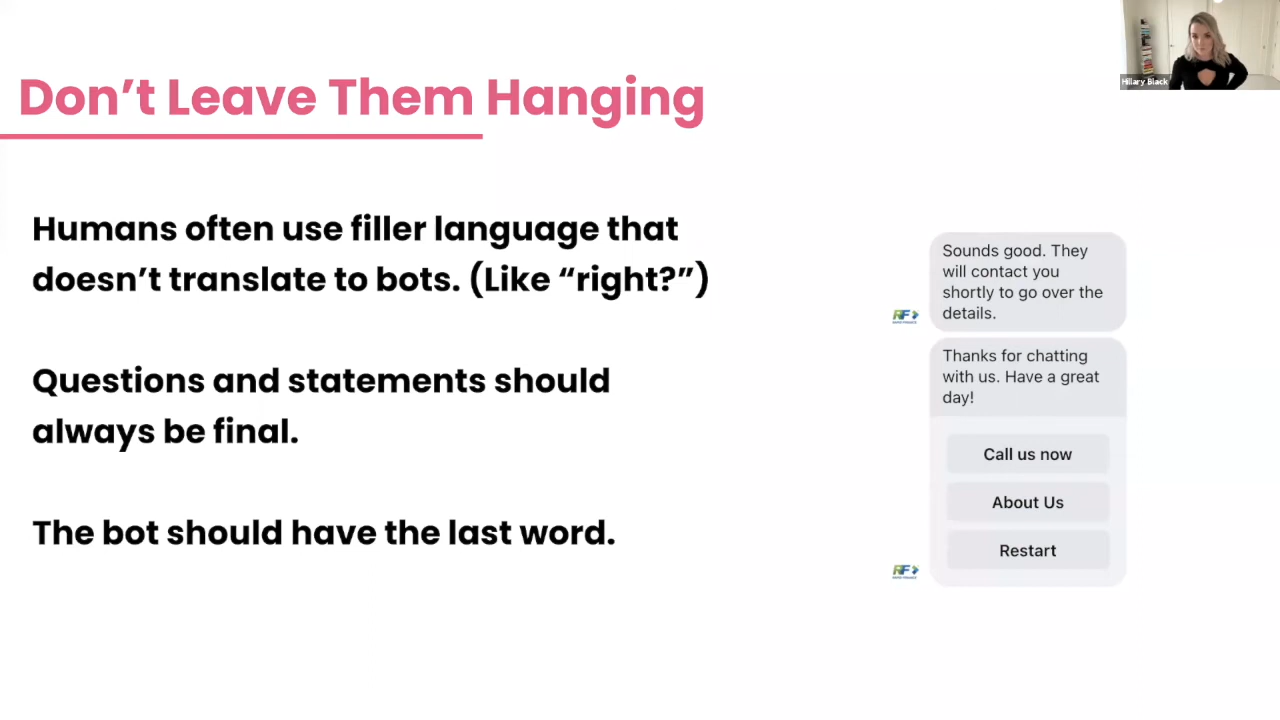 Don’t Leave Them Hanging
Hillary Black
Humans often use filler language that
doesn’t translate to bots. (Like “right?”)
Questions and statements should
always be final.
The bot should have the last word.
Sounds good. They
will contact you
shortly to go over the
details.
RF
Thanks for chatting
with us. Have a great
day!
Call us now
About Us
Restart
RF